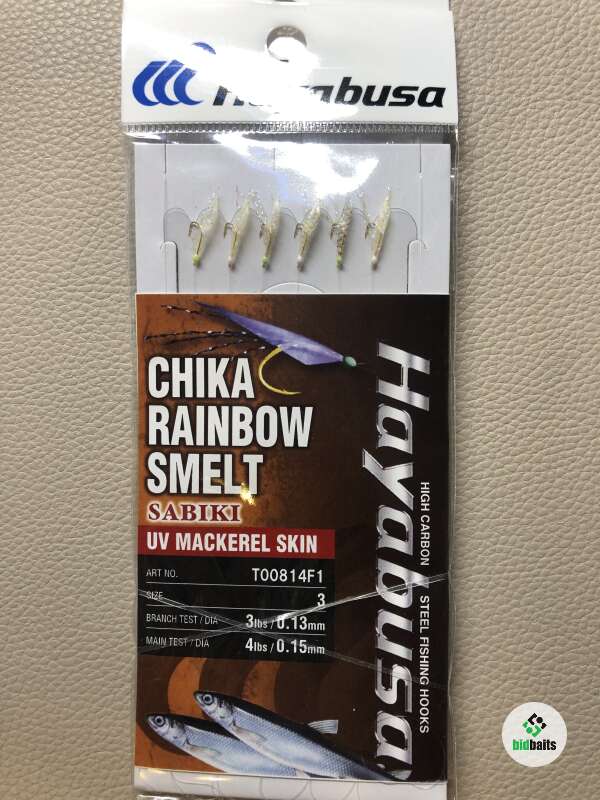 Hayabusa
CHIKA
RAINBOW
SMELT
SABIKI
UV MACKEREL SKIN
ART NO. T00814F1
SIZE 3
BRANCH TEST / DIA 3lbs / 0.13mm
MAIN TEST / DIA 4lbs / 0.15mm
Hayabusa
HIGH CARBON STEEL FISHING HOOKS
bidbaits